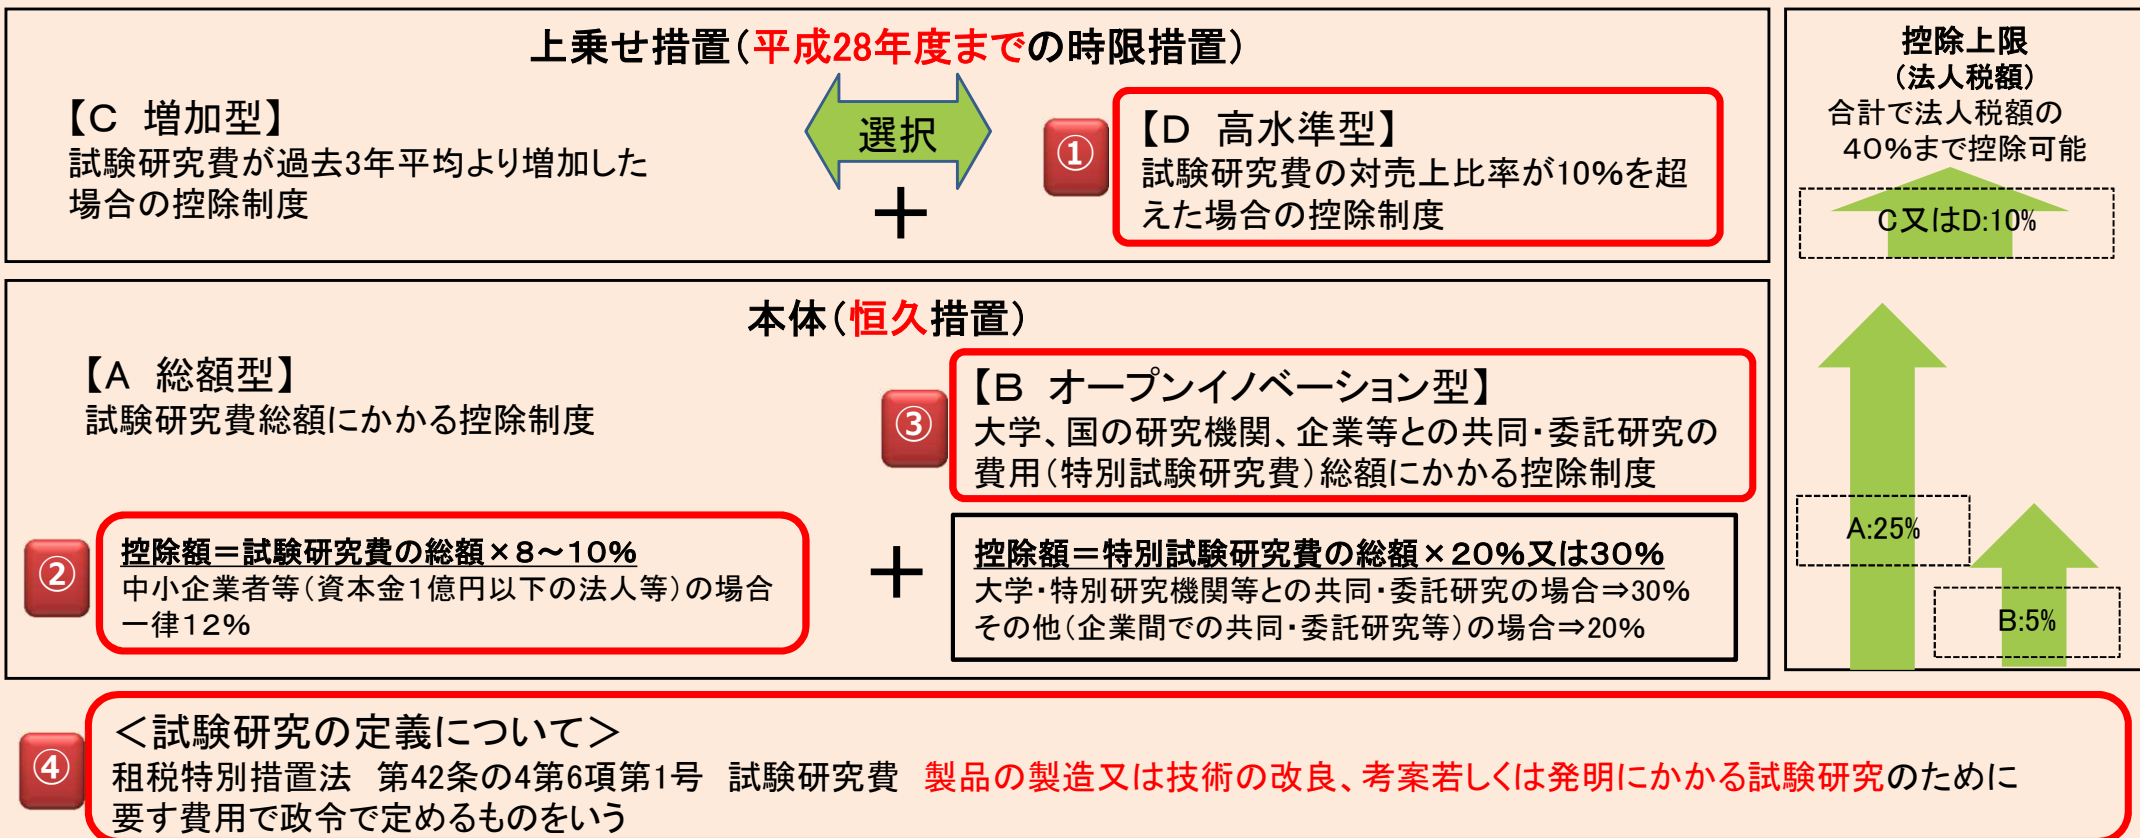 上乗せ措置（平成28年度までの時限措置）
【C 増加型】
試験研究費が過去3年平均より増加した
場合の控除制度
選択
＋
①
【D 高水準型】
試験研究費の対売上比率が10%を超
えた場合の控除制度
本体（恒久措置）
【A 総額型】
試験研究費総額にかかる控除制度
②
控除額＝試験研究費の総額×8～10%
中小企業者等（資本金1億円以下の法人等）の場合
一律12%
＋
③
【B オープンイノベーション型】
大学、国の研究機関、企業等との共同・委託研究の
費用（特別試験研究費）総額にかかる控除制度
控除額＝特別試験研究費の総額×20%又は30%
大学・特別研究機関等との共同・委託研究の場合⇒30%
その他（企業間での共同・委託研究等）の場合⇒20%
控除上限
（法人税額）
合計で法人税額の
40%まで控除可能
C又はD:10%
A:25%
B:5%
④
＜試験研究の定義について＞
租税特別措置法 第42条の4第6項第1号 試験研究費 製品の製造又は技術の改良、考案若しくは発明にかかる試験研究のために
要す費用で政令で定めるものをいう